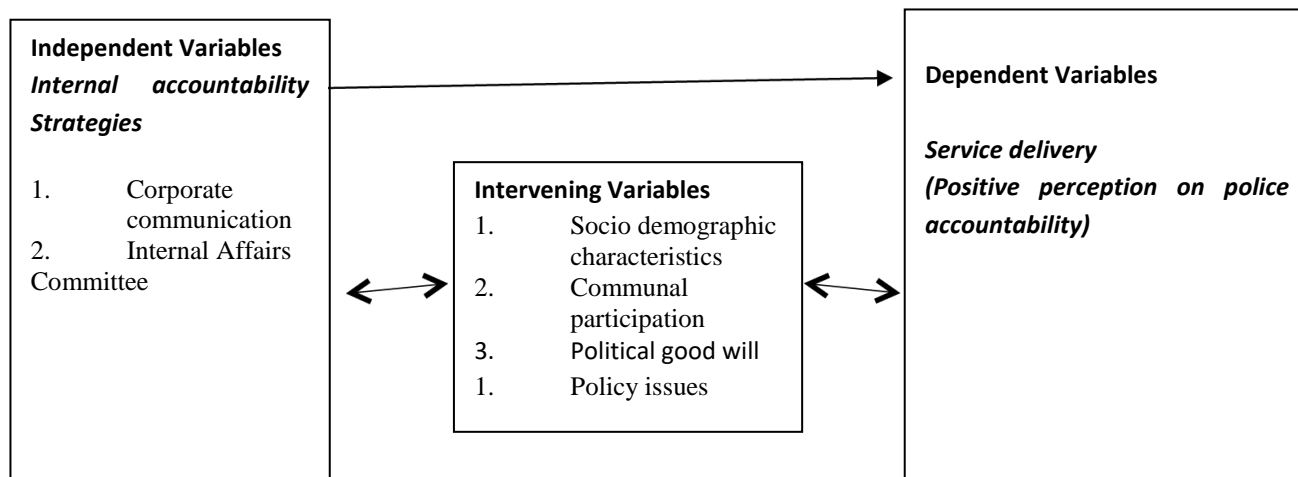 Independent Variables
Internal accountability
Strategies
1. Corporate
communication
2. Internal Affairs
Committee
Intervening Variables
1. Socio demographic
characteristics
2. Communal
participation
3. Political good will
1. Policy issues
Dependent Variables
Service delivery
(Positive perception on police
accountability)